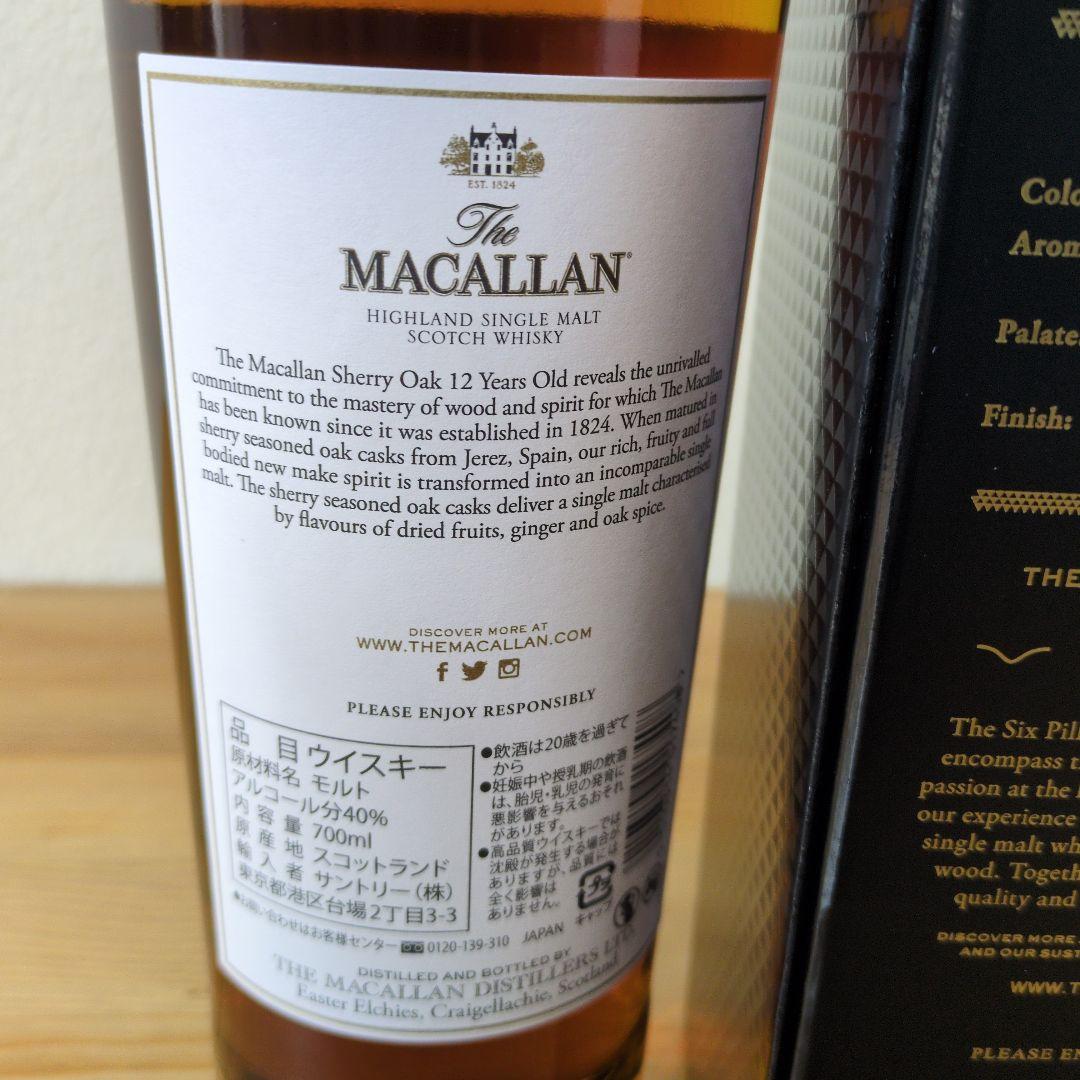 EST. 1824
The
MACALLAN®
HIGHLAND SINGLE MALT
SCOTCH WHISKY
The Macallan Sherry Oak 12 Years Old reveals the unrivalled
commitment to the mastery of wood and spirit for which The Macallan
has been known since it was established in 1824. When matured in
sherry seasoned oak casks from Jerez, Spain, our rich, fruity and full
bodied new make spirit is transformed into an incomparable single
malt. The sherry seasoned oak casks deliver a single malt characterised
by flavours of dried fruits, ginger and oak spice.
DISCOVER MORE AT
WWW.THEMACALLAN.COM
PLEASE ENJOY RESPONSIBLY
品目 ウイスキー
原材料名 モルト
アルコール分40%
内容量 700ml
原産地 スコットランド
輸入者 サントリー(株)
東京都港区台場2丁目3-3
●飲酒は20歳を過ぎて
から
●妊娠中や授乳期の飲酒
は、胎児・乳児の発育に
悪影響を与えるおそれ
があります。
●高品質ウイスキーでは
沈殿が発生する場合が
ありますが、品質には
全く影響は
ありません。
キャップ
●お問い合わせはお客様センター 0120-139-310 JAPAN
DISTILLED AND BOTTLED BY
THE MACALLAN DISTILLERS LTD.
Easter Elchies, Craigellachie, Scotland
Palate:
Finish:
THE
The Six
encompass
passion at the
our experience
single malt
wood.
quality and
DISCOVER MORE
AND OUR
PLEASE